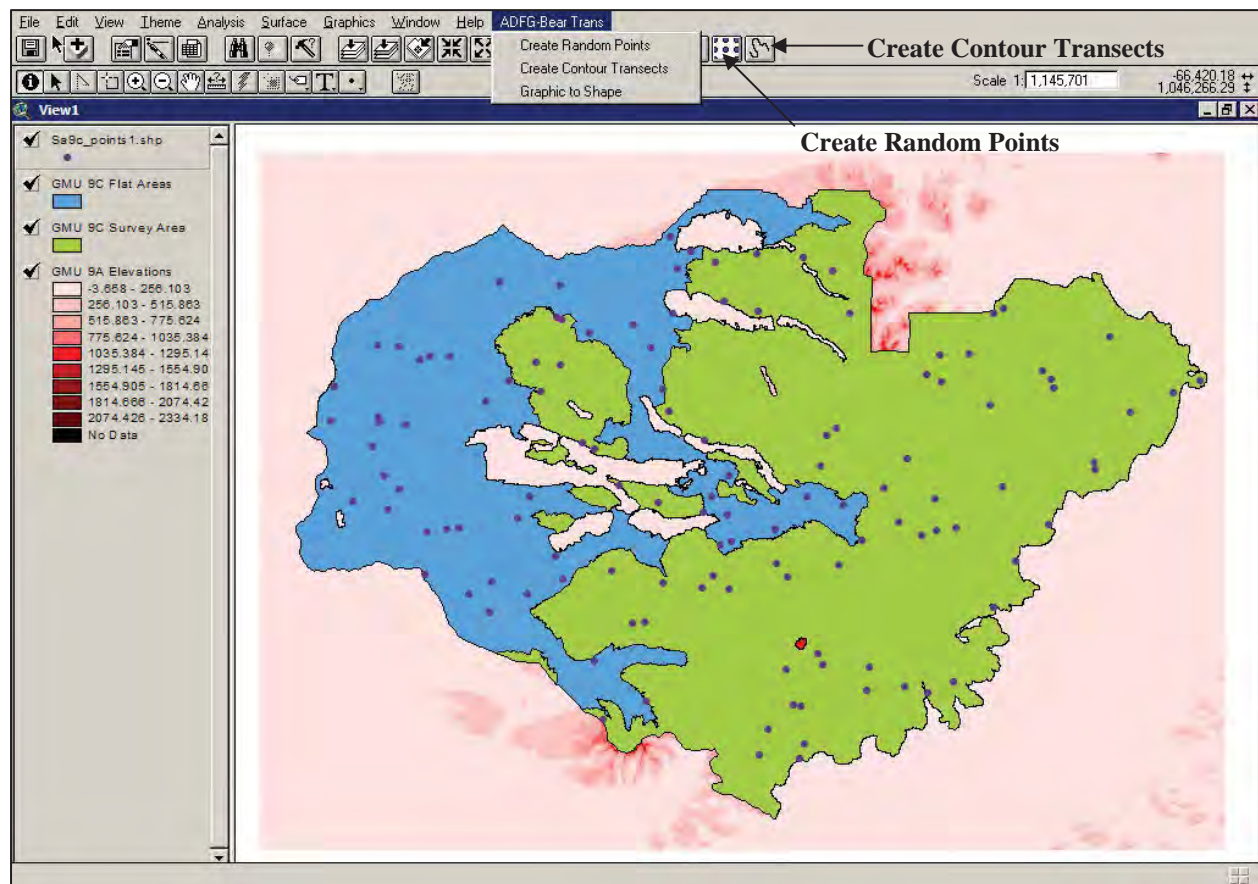 File Edit View Theme Analysis Surface Graphics Window Help ADFG-Bear Trans
Create Random Points
Create Contour Transects
Graphic to Shape
Create Contour Transects
Create Random Points
Scale 1: 1,145,701
-66,420.18
1,046,266.29
View1
Sa9c_points1.shp
GMU 9C Flat Areas
GMU 9C Survey Area
GMU 9A Elevations
-3.658 - 256.103
256.103 - 515.863
515.863 - 775.624
775.624 - 1035.384
1035.384 - 1295.14
1295.145 - 1554.90
1554.905 - 1814.66
1814.666 - 2074.42
2074.426 - 2334.18
No Data